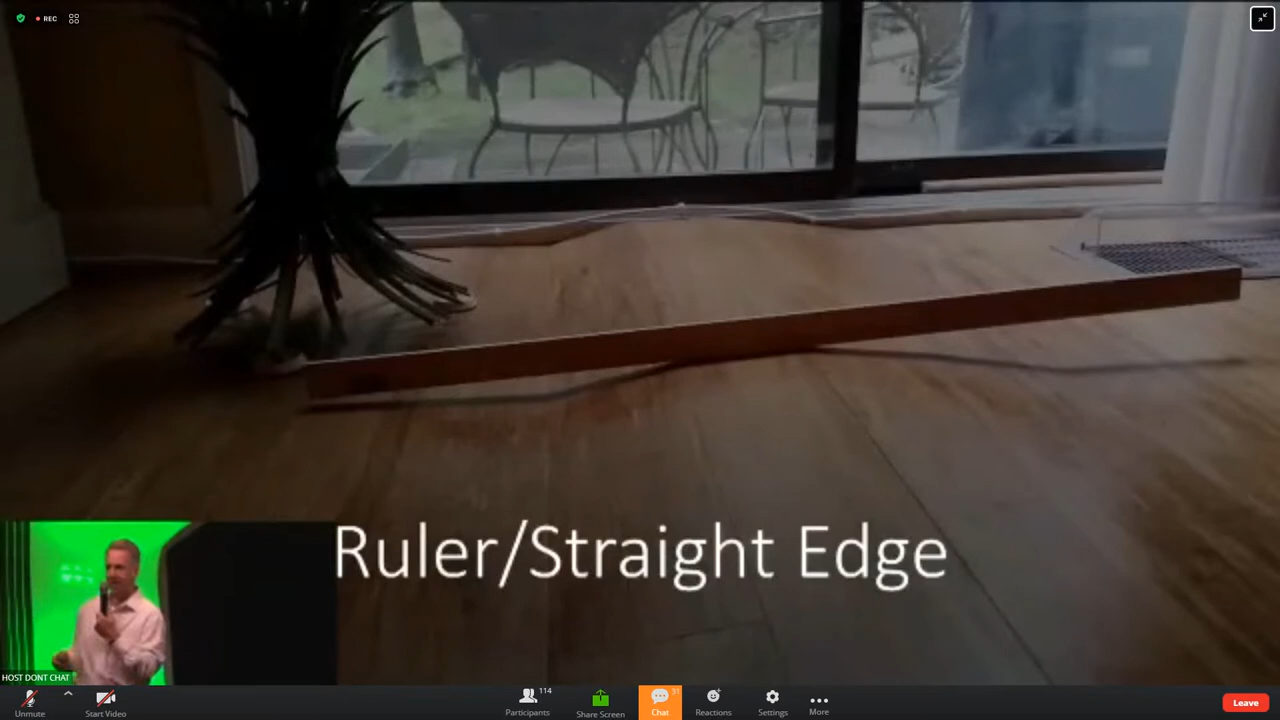 REC
Ruler/Straight Edge
HOST DONT CHAT
Unmute
Start Video
Participants
114
Share Screen
Chat
51
Reactions
Settings
More
Leave